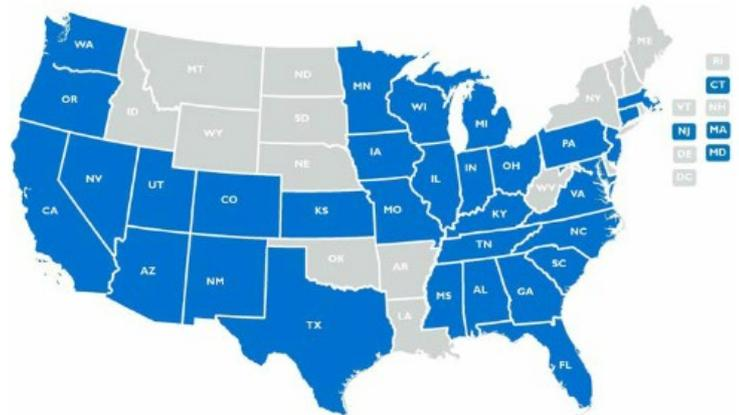 WA
MT
ND
MN
ME
OR
ID
WY
SD
WI
MI
NY
RI
CT
VT
NH
NJ
MA
DE
MD
DC
NV
UT
CO
NE
IA
IL
IN
OH
PA
CA
KS
MO
KY
WV
VA
AZ
NM
OK
AR
TN
NC
SC
TX
LA
MS
AL
GA
FL